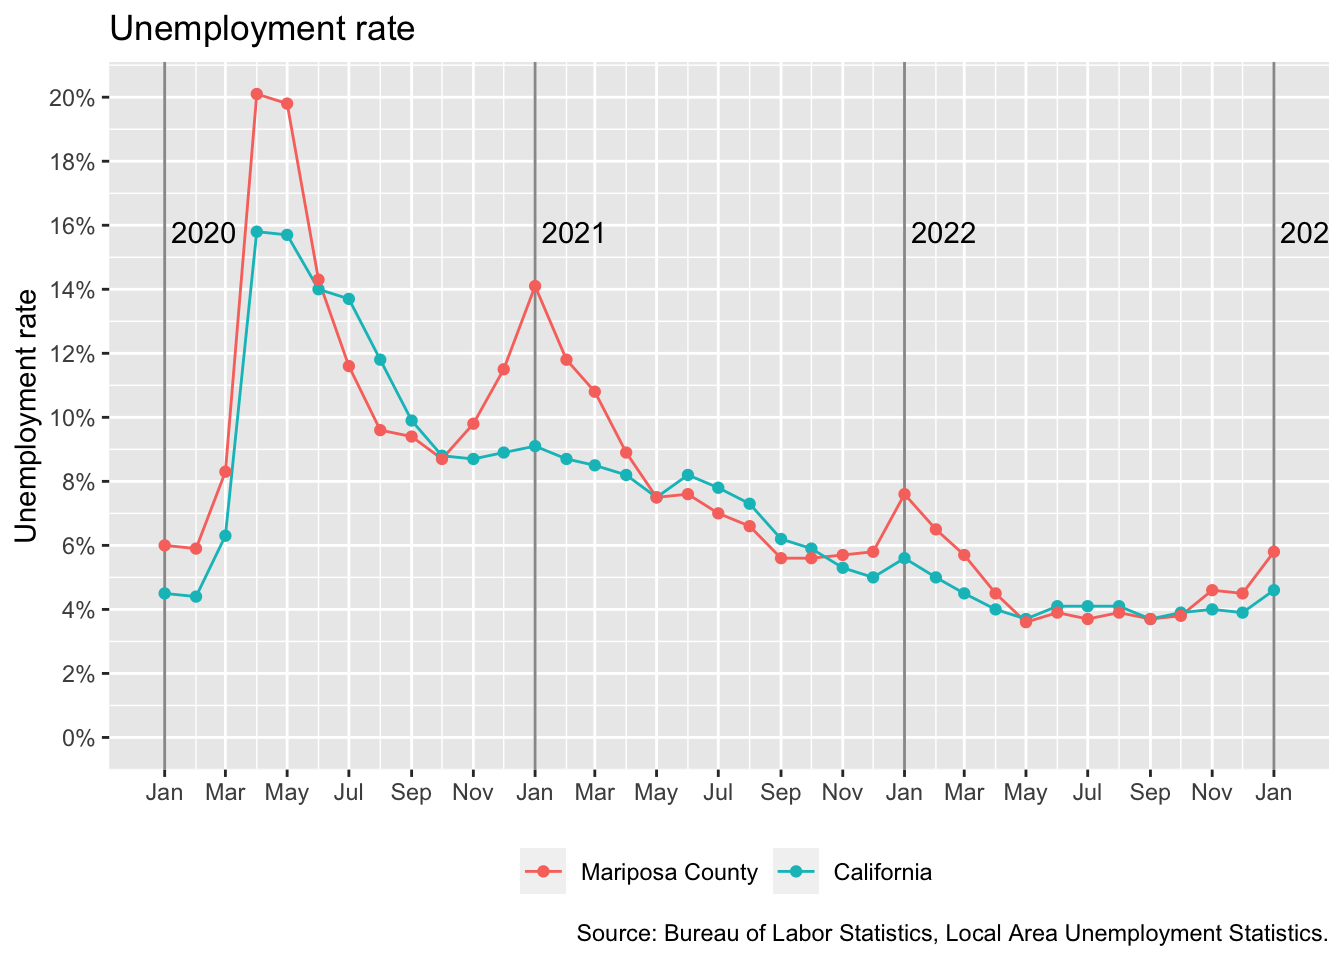 Unemployment rate
Unemployment rate
20%
18%
16%
14%
12%
10%
8%
6%
4%
2%
0%
2020 2021 2022 202
Jan Mar May Jul Sep Nov Jan Mar May Jul Sep Nov Jan Mar May Jul Sep Nov Jan
Mariposa County California
Source: Bureau of Labor Statistics, Local Area Unemployment Statistics.